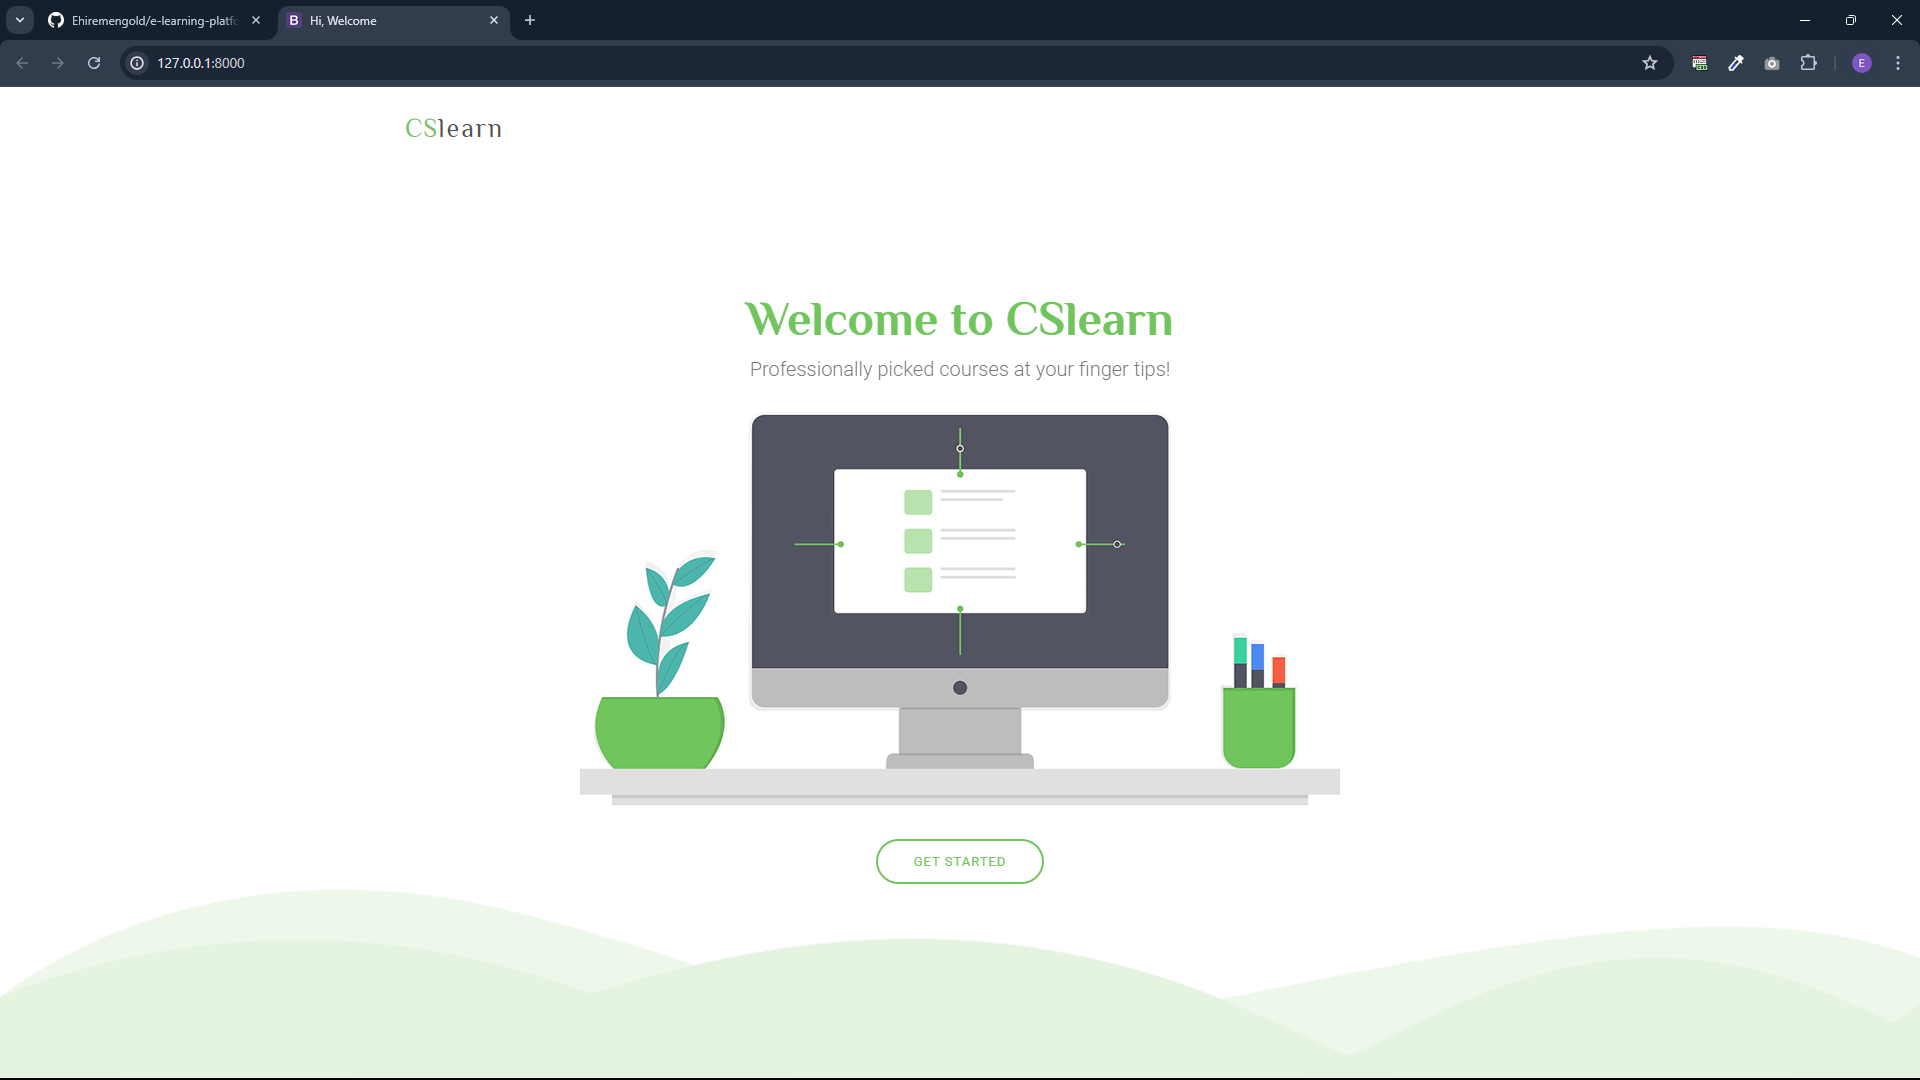 Ehiremengold/e-learning-platfo
Hi, Welcome
127.0.0.1:8000
E
CSlearn
Welcome to CSlearn
Professionally picked courses at your finger tips!
GET STARTED